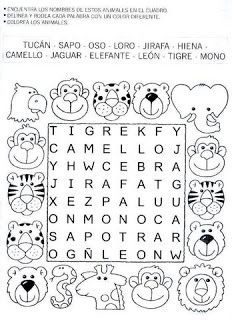 • ENCUENTRA LOS NOMBRES DE ESTOS ANIMALES EN EL CUADRO.
• DELINEA Y RODEA CADA PALABRA CON UN COLOR DIFERENTE.
• COLOREA LOS ANIMALES.
TUCÁN - SAPO - OSO - LORO - JIRAFA - HIENA -
CAMELLO - JAGUAR - ELEFANTE - LEÓN - TIGRE - MONO
T I G R E K F Y
C A M E L L O J
Y H W C E B R A
J I R A F A T G
X E Z P A L U U
O N M O N O C A
S A P O T R A R
O G Ñ L E O N W